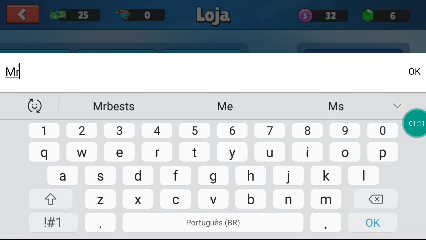 25 0 Loja 32 6
Mr OK
Mrbests Me Ms
01:11
1 2 3 4 5 6 7 8 9 0
q w e r t y u i o p
a s d f g h j k l
z x c v b n m
!#1 , Português (BR) . OK